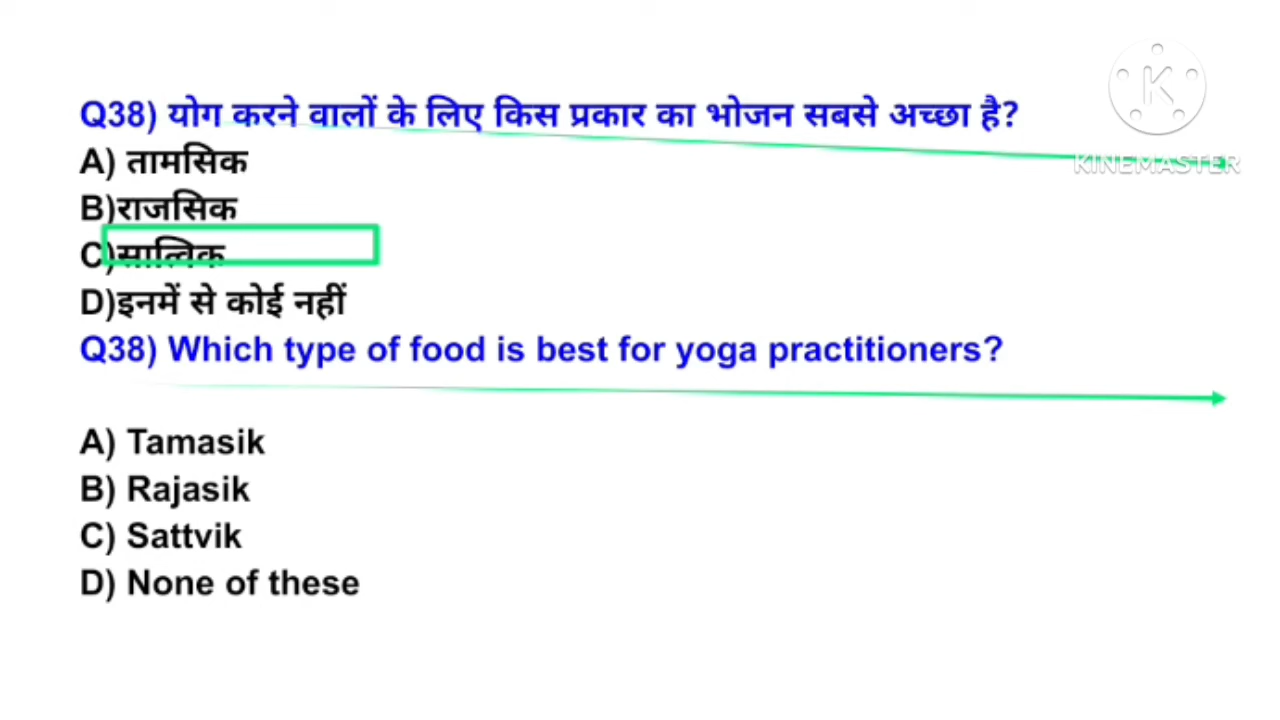 Q38) योग करने वालों के लिए किस प्रकार का भोजन सबसे अच्छा है?
A) तामसिक
B)राजसिक
C)सात्विक
D)इनमें से कोई नहीं
Q38) Which type of food is best for yoga practitioners?
A) Tamasik
B) Rajasik
C) Sattvik
D) None of these
K
KINEMASTER